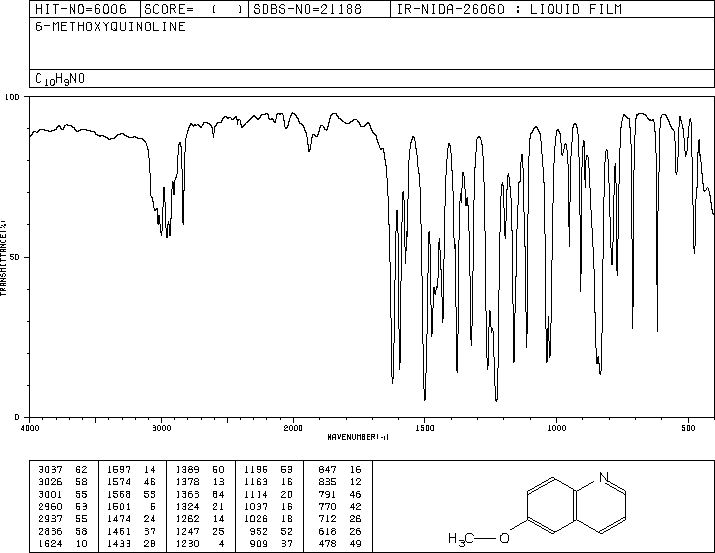 HIT-NO=6006 SCORE= ( ) SDBS-NO=21188 IR-NIDA-26060 : LIQUID FILM
6-METHOXYQUINOLINE
C10H9NO
100
50
0
TRANSMITTANCE(%)
4000 3000 2000 1500 1000 500
WAVENUMBER(-1)
3037 62 1597 14 1389 60 1196 53 847 16
3026 58 1574 46 1378 13 1163 16 835 12
3001 55 1568 55 1363 84 1114 20 791 46
2960 53 1501 5 1324 21 1037 16 770 42
2937 55 1474 24 1262 14 1026 18 712 26
2836 58 1461 37 1247 25 952 52 618 26
1624 10 1433 28 1230 4 909 37 478 49
N
H3C O